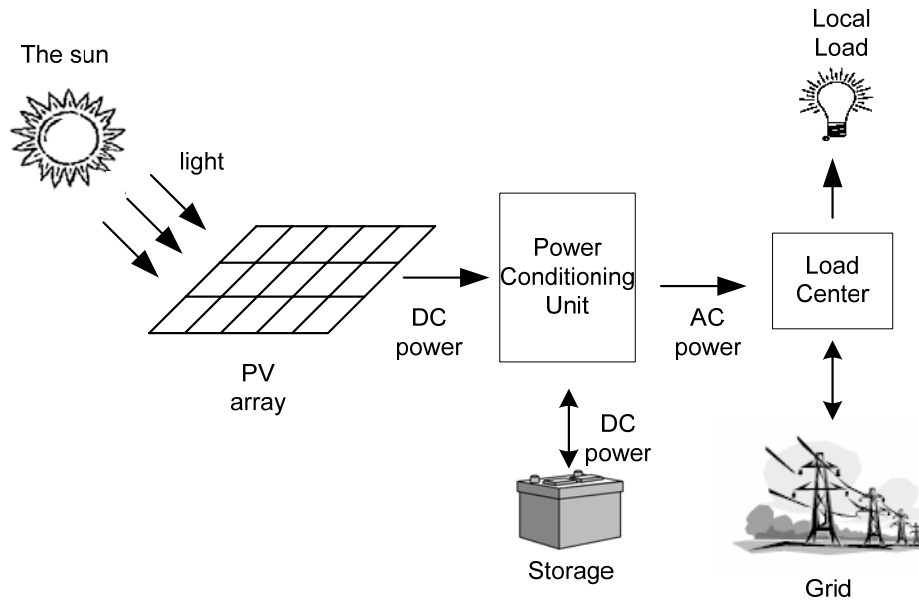 The sun
light
PV
array
DC
power
Power
Conditioning
Unit
DC
power
Storage
AC
power
Local
Load
Load
Center
Grid